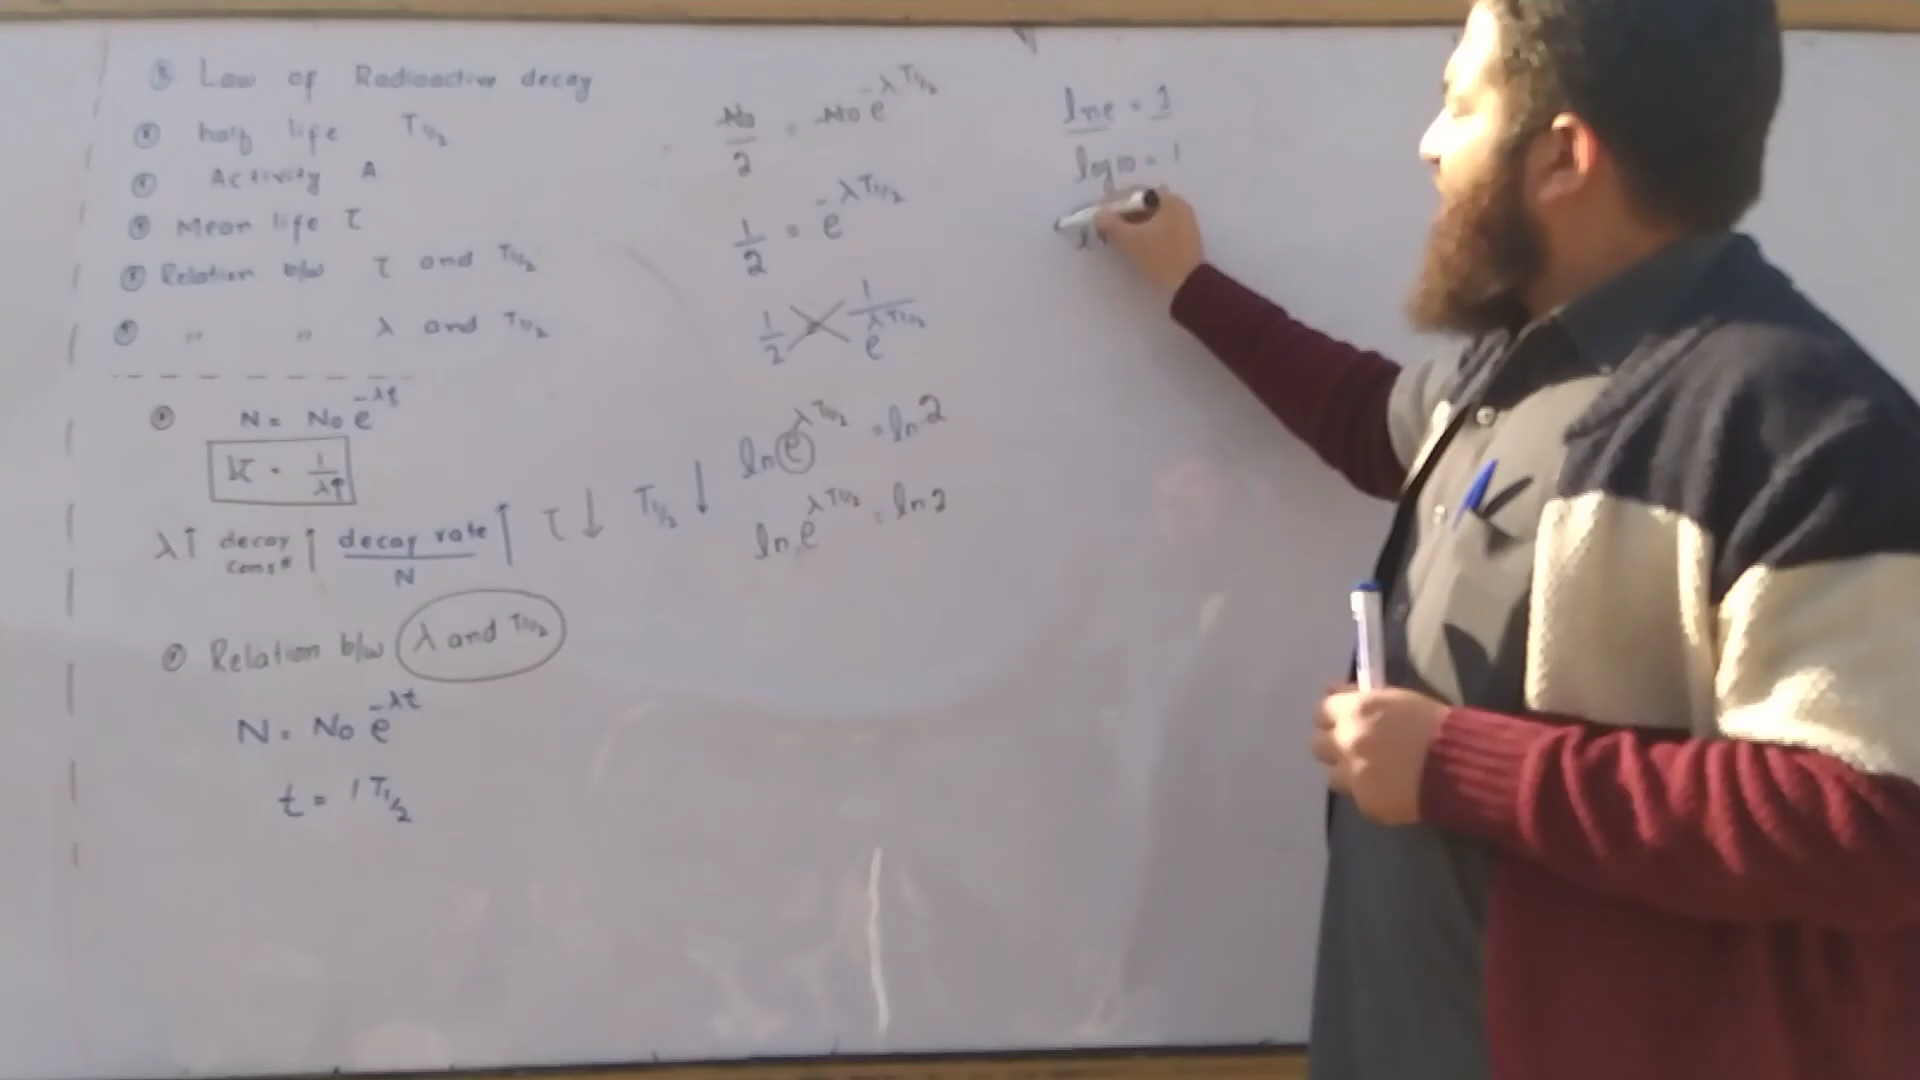 Law of Radioactive decay
half life T1/2
Activity A
Mean life τ
Relation b/w τ and T1/2
" " λ and T1/2
N = No e^-λt
τ = 1/λ↑
λ↑ decay const ↑ decay rate/N ↑ τ↓ T1/2 ↓
Relation b/w λ and T1/2
N = No e^-λt
t = 1 T1/2
No/2 = No e^-λT1/2
1/2 = e^-λT1/2
1/2 1/e^λT1/2
ln e^λT1/2 = ln 2
ln e^λT1/2 = ln 2
ln e = 1
log 10 = 1